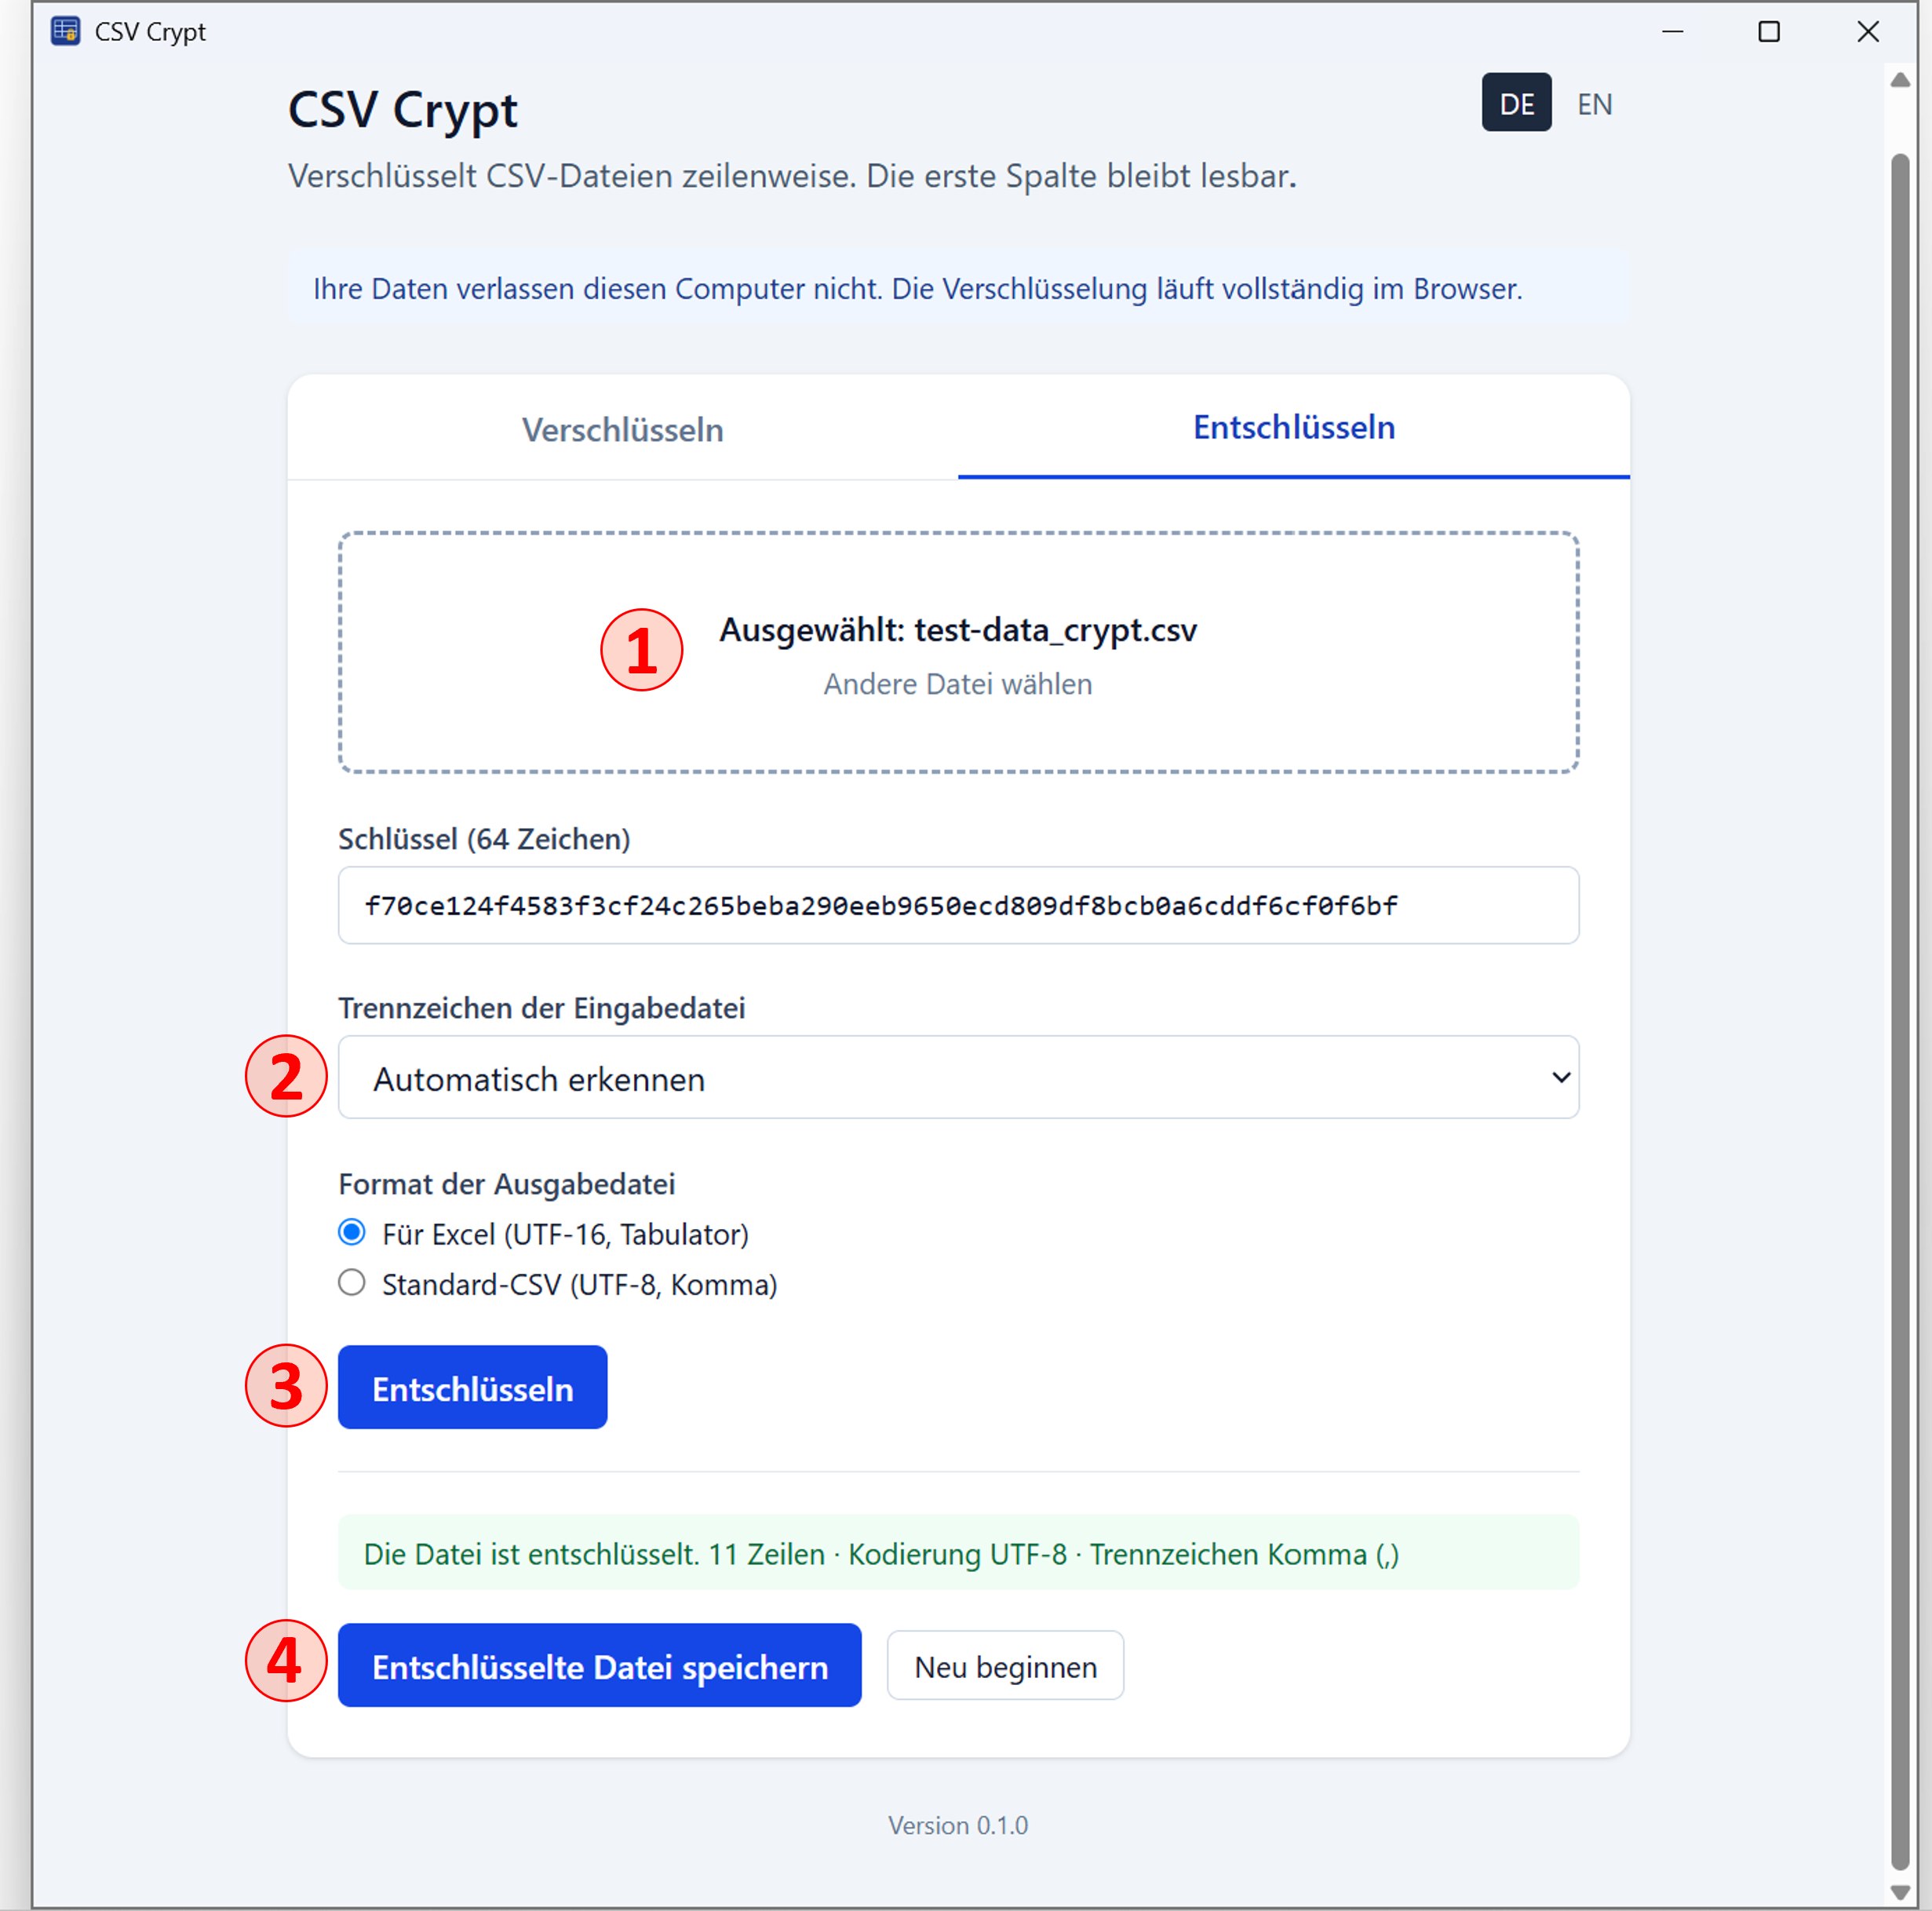 CSV Crypt
CSV Crypt
DE EN
Verschlüsselt CSV-Dateien zeilenweise. Die erste Spalte bleibt lesbar.
Ihre Daten verlassen diesen Computer nicht. Die Verschlüsselung läuft vollständig im Browser.
Verschlüsseln
Entschlüsseln
1
Ausgewählt: test-data_crypt.csv
Andere Datei wählen
Schlüssel (64 Zeichen)
f70ce124f4583f3cf24c265beba290eeb9650ecd809df8bcb0a6cddf6cf0f6bf
Trennzeichen der Eingabedatei
2
Automatisch erkennen
Format der Ausgabedatei
Für Excel (UTF-16, Tabulator)
Standard-CSV (UTF-8, Komma)
3
Entschlüsseln
Die Datei ist entschlüsselt. 11 Zeilen · Kodierung UTF-8 · Trennzeichen Komma (,)
4
Entschlüsselte Datei speichern
Neu beginnen
Version 0.1.0